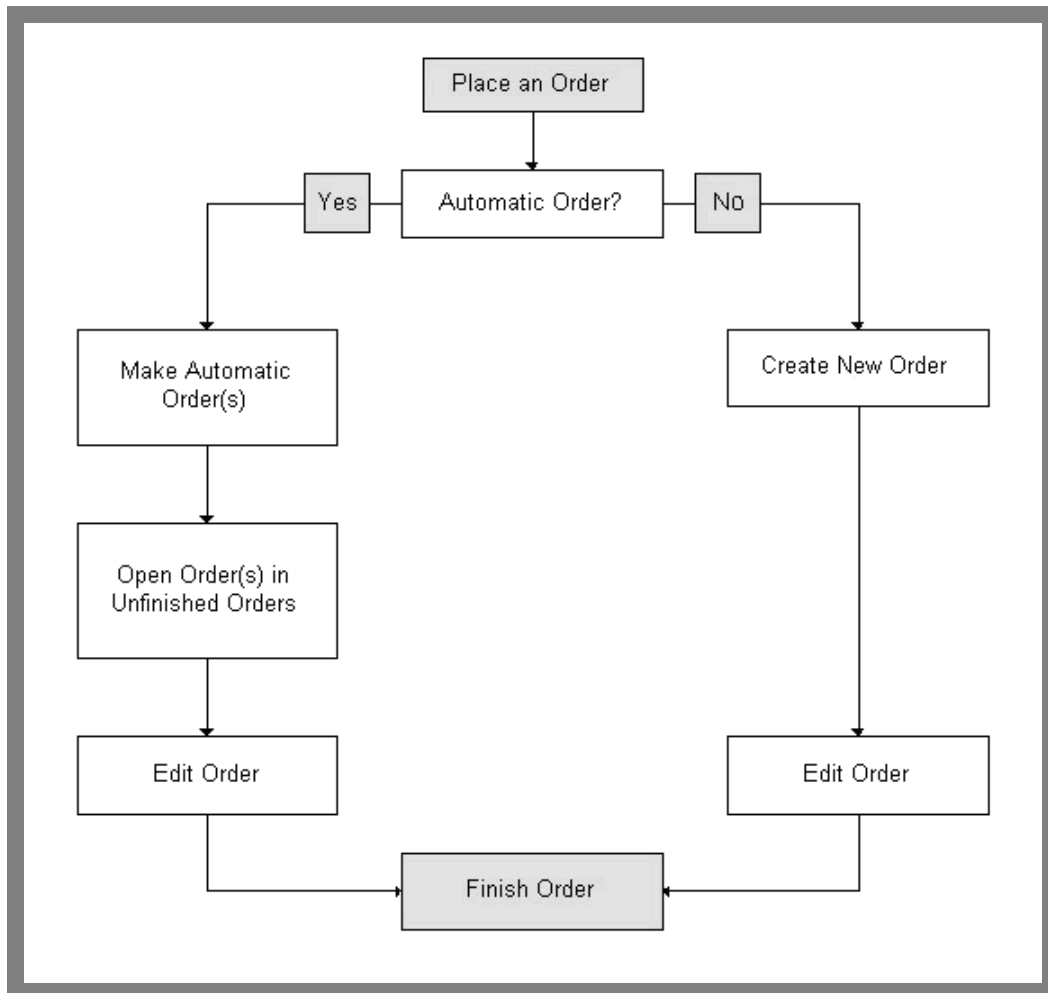 Place an Order
Yes
Automatic Order?
No
Make Automatic
Order(s)
Create New Order
Open Order(s) in
Unfinished Orders
Edit Order
Edit Order
Finish Order